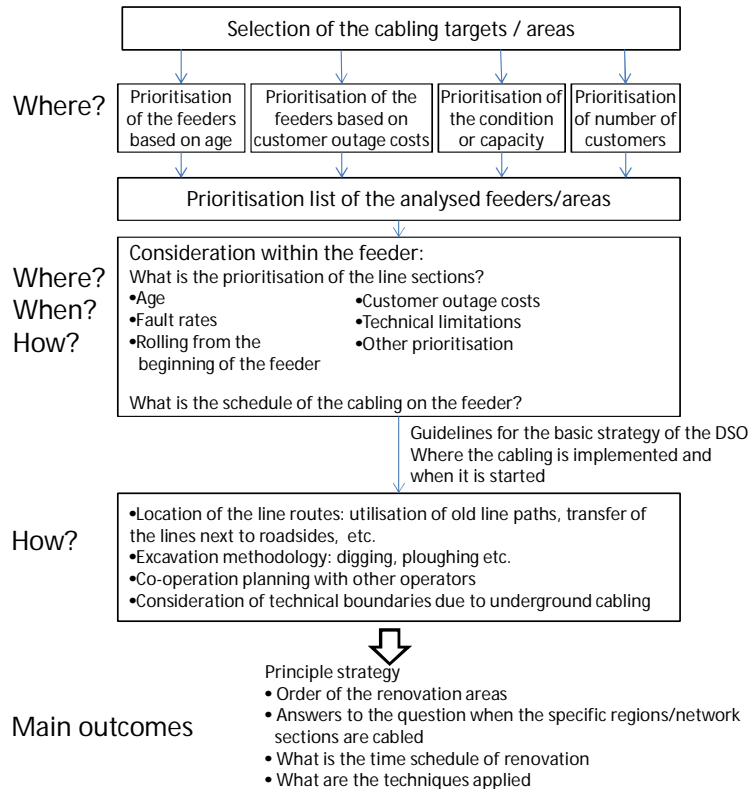 Selection of the cabling targets / areas
Where?
Prioritisation
of the feeders
based on age
Prioritisation of the
feeders based on
customer outage costs
Prioritisation of
the condition
or capacity
Prioritisation
of number of
customers
Prioritisation list of the analysed feeders/areas
Where?
When?
How?
Consideration within the feeder:
What is the prioritisation of the line sections?
•Age
•Fault rates
•Rolling from the
beginning of the feeder
•Customer outage costs
•Technical limitations
•Other prioritisation
What is the schedule of the cabling on the feeder?
Guidelines for the basic strategy of the DSO
Where the cabling is implemented and
when it is started
How?
•Location of the line routes: utilisation of old line paths, transfer of
the lines next to roadsides, etc.
•Excavation methodology: digging, ploughing etc.
•Co-operation planning with other operators
•Consideration of technical boundaries due to underground cabling
Main outcomes
Principle strategy
• Order of the renovation areas
• Answers to the question when the specific regions/network
sections are cabled
• What is the time schedule of renovation
• What are the techniques applied